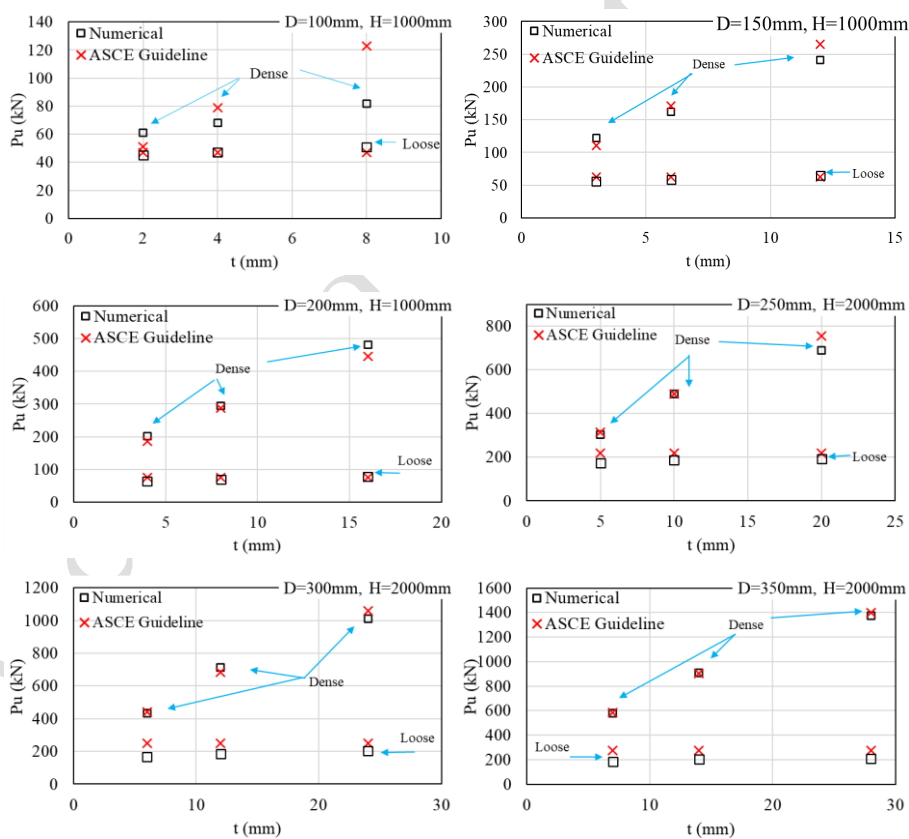 D=100mm, H=1000mm
Numerical
ASCE Guideline
Dense
Loose
Pu (kN)
140
120
100
80
60
40
20
0
0 2 4 6 8 10
t (mm)
D=150mm, H=1000mm
Numerical
ASCE Guideline
Dense
Loose
Pu (kN)
300
250
200
150
100
50
0
0 5 10 15
t (mm)
D=200mm, H=1000mm
Numerical
ASCE Guideline
Dense
Loose
Pu (kN)
600
500
400
300
200
100
0
0 5 10 15 20
t (mm)
D=250mm, H=2000mm
Numerical
ASCE Guideline
Dense
Loose
Pu (kN)
800
600
400
200
0
0 5 10 15 20 25
t (mm)
D=300mm, H=2000mm
Numerical
ASCE Guideline
Dense
Loose
Pu (kN)
1200
1000
800
600
400
200
0
0 10 20 30
t (mm)
D=350mm, H=2000mm
Numerical
ASCE Guideline
Dense
Loose
Pu (kN)
1600
1400
1200
1000
800
600
400
200
0
0 10 20 30
t (mm)